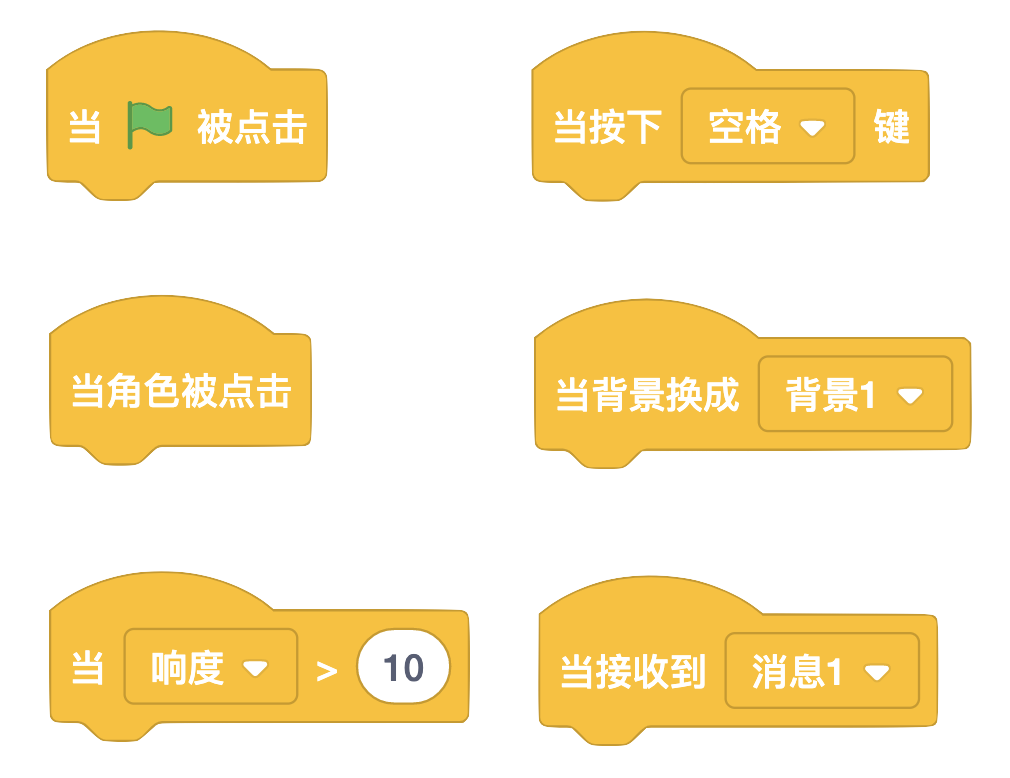 当 被点击
当按下 空格 键
当角色被点击
当背景换成 背景1
当 响度 > 10
当接收到 消息1